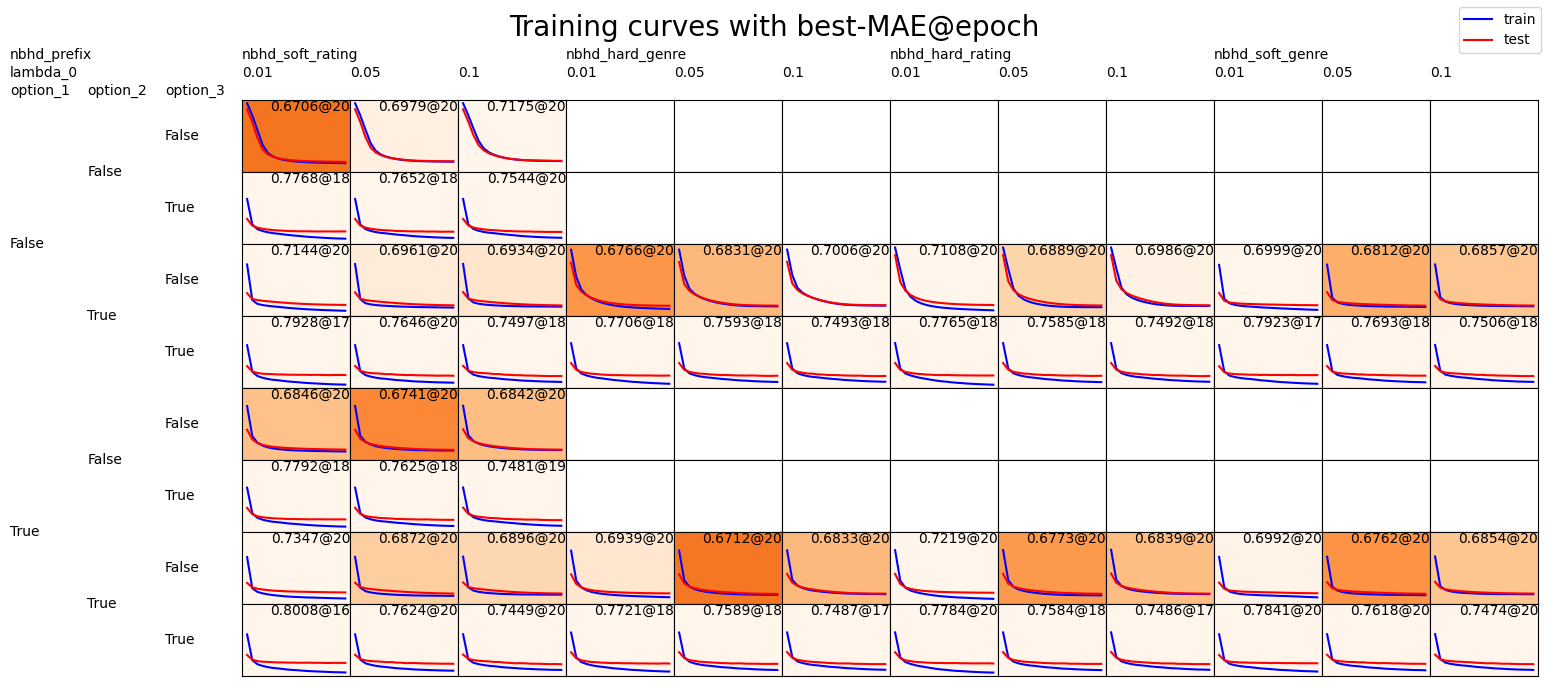 Training curves with best-MAE@epoch
train
test
nbhd_prefix nbhd_soft_rating nbhd_hard_genre nbhd_hard_rating nbhd_soft_genre
lambda_0 0.01 0.05 0.1 0.01 0.05 0.1 0.01 0.05 0.1 0.01 0.05 0.1
option_1 option_2 option_3
0.6706@20 0.6979@20 0.7175@20
False
False
0.7768@18 0.7652@18 0.7544@20
True
False
0.7144@20 0.6961@20 0.6934@20 0.6766@20 0.6831@20 0.7006@20 0.7108@20 0.6889@20 0.6986@20 0.6999@20 0.6812@20 0.6857@20
False
True
0.7928@17 0.7646@20 0.7497@18 0.7706@18 0.7593@18 0.7493@18 0.7765@18 0.7585@18 0.7492@18 0.7923@17 0.7693@18 0.7506@18
True
0.6846@20 0.6741@20 0.6842@20
False
False
0.7792@18 0.7625@18 0.7481@19
True
True
0.7347@20 0.6872@20 0.6896@20 0.6939@20 0.6712@20 0.6833@20 0.7219@20 0.6773@20 0.6839@20 0.6992@20 0.6762@20 0.6854@20
False
True
0.8008@16 0.7624@20 0.7449@20 0.7721@18 0.7589@18 0.7487@17 0.7784@20 0.7584@18 0.7486@17 0.7841@20 0.7618@20 0.7474@20
True